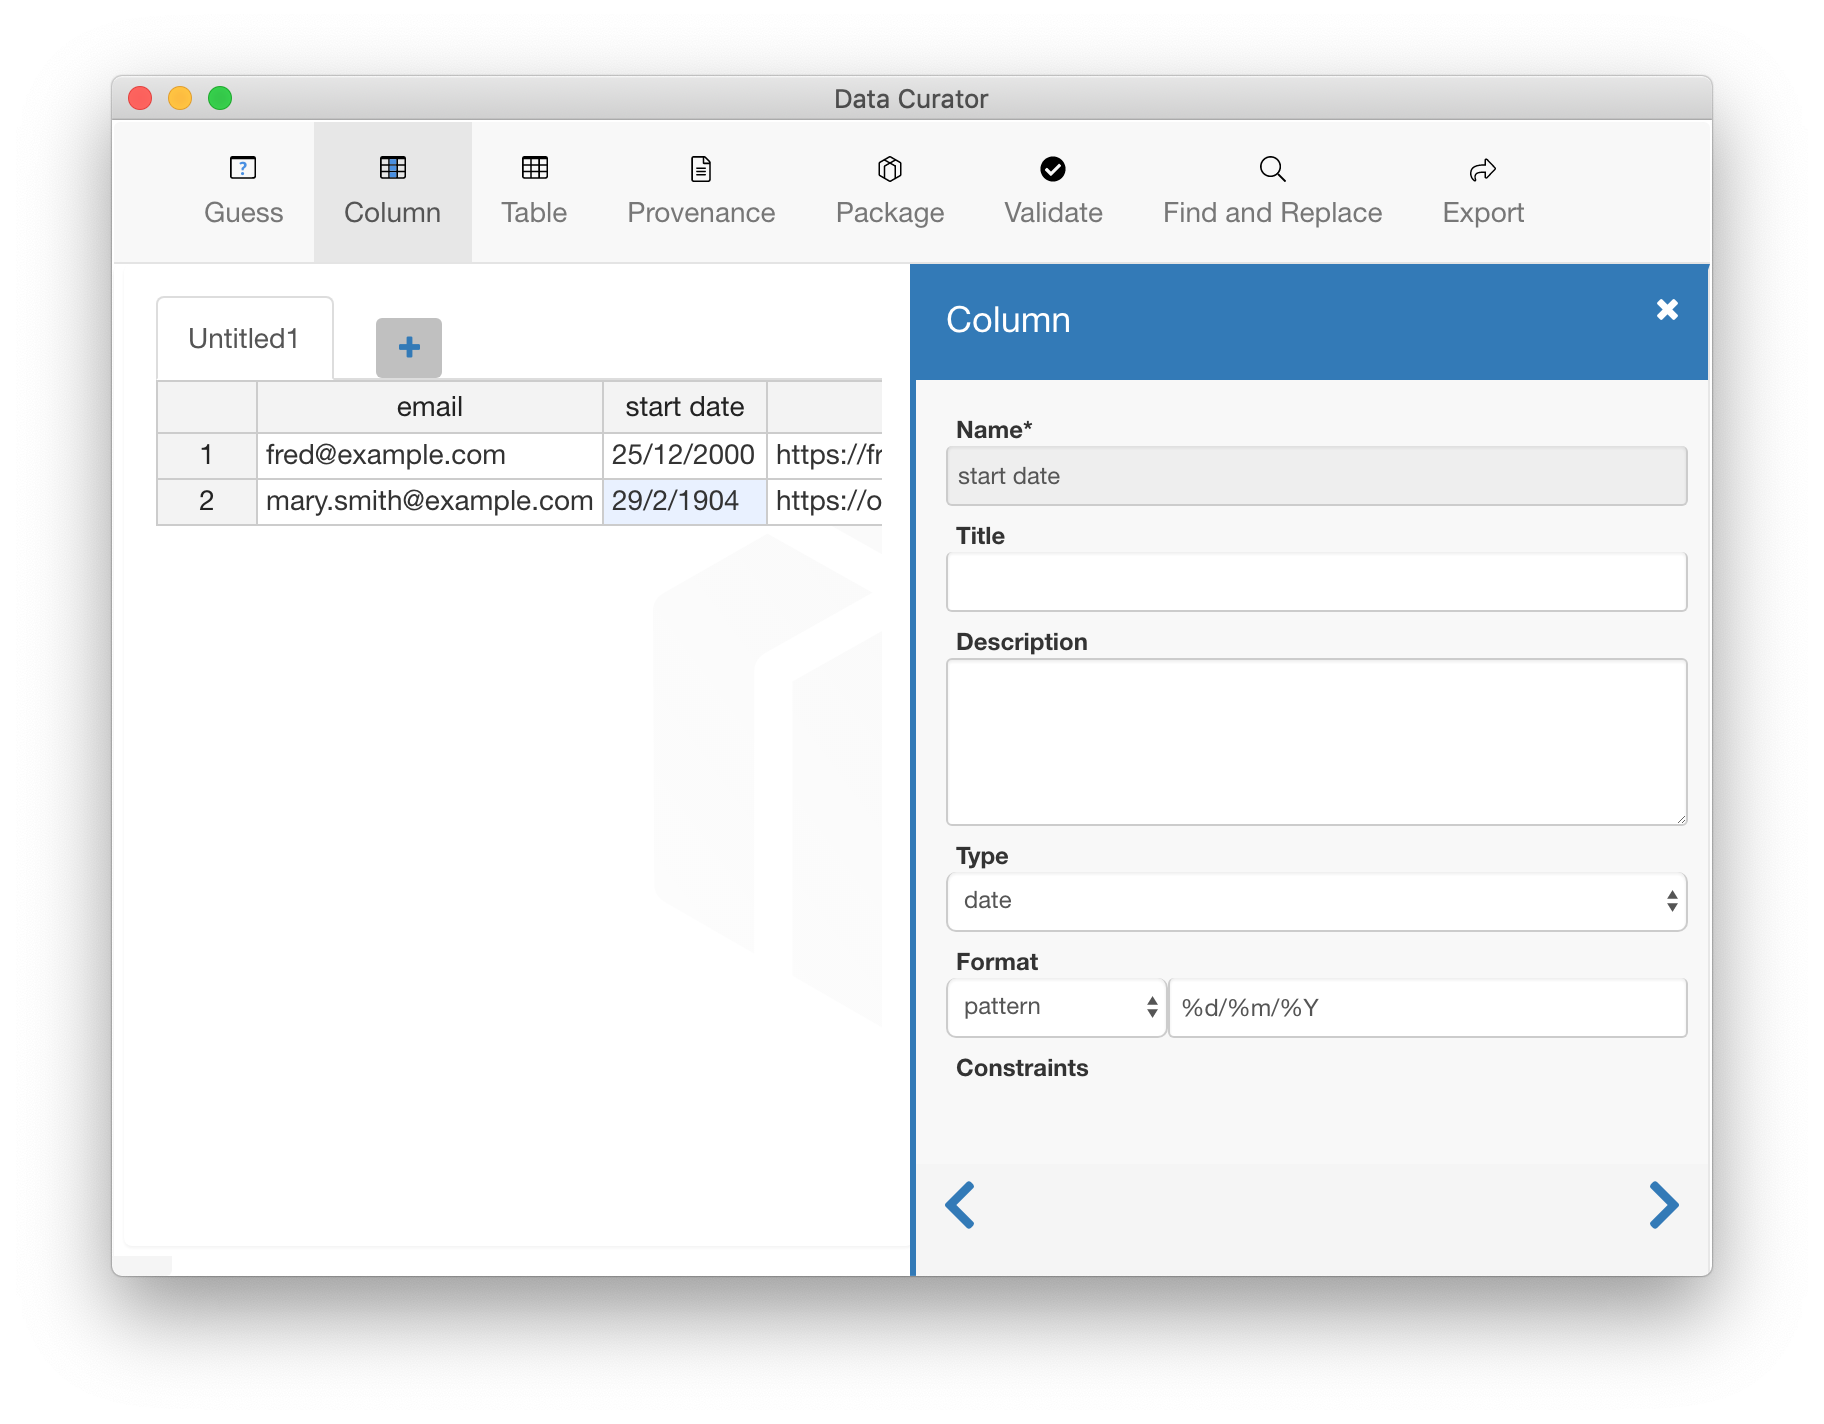 Data Curator
Guess Column Table Provenance Package Validate Find and Replace Export
Untitled1
email start date
1 fred@example.com 25/12/2000 https://fr
2 mary.smith@example.com 29/2/1904 https://o
Column
Name*
start date
Title
Description
Type
date
Format
pattern %d/%m/%Y
Constraints